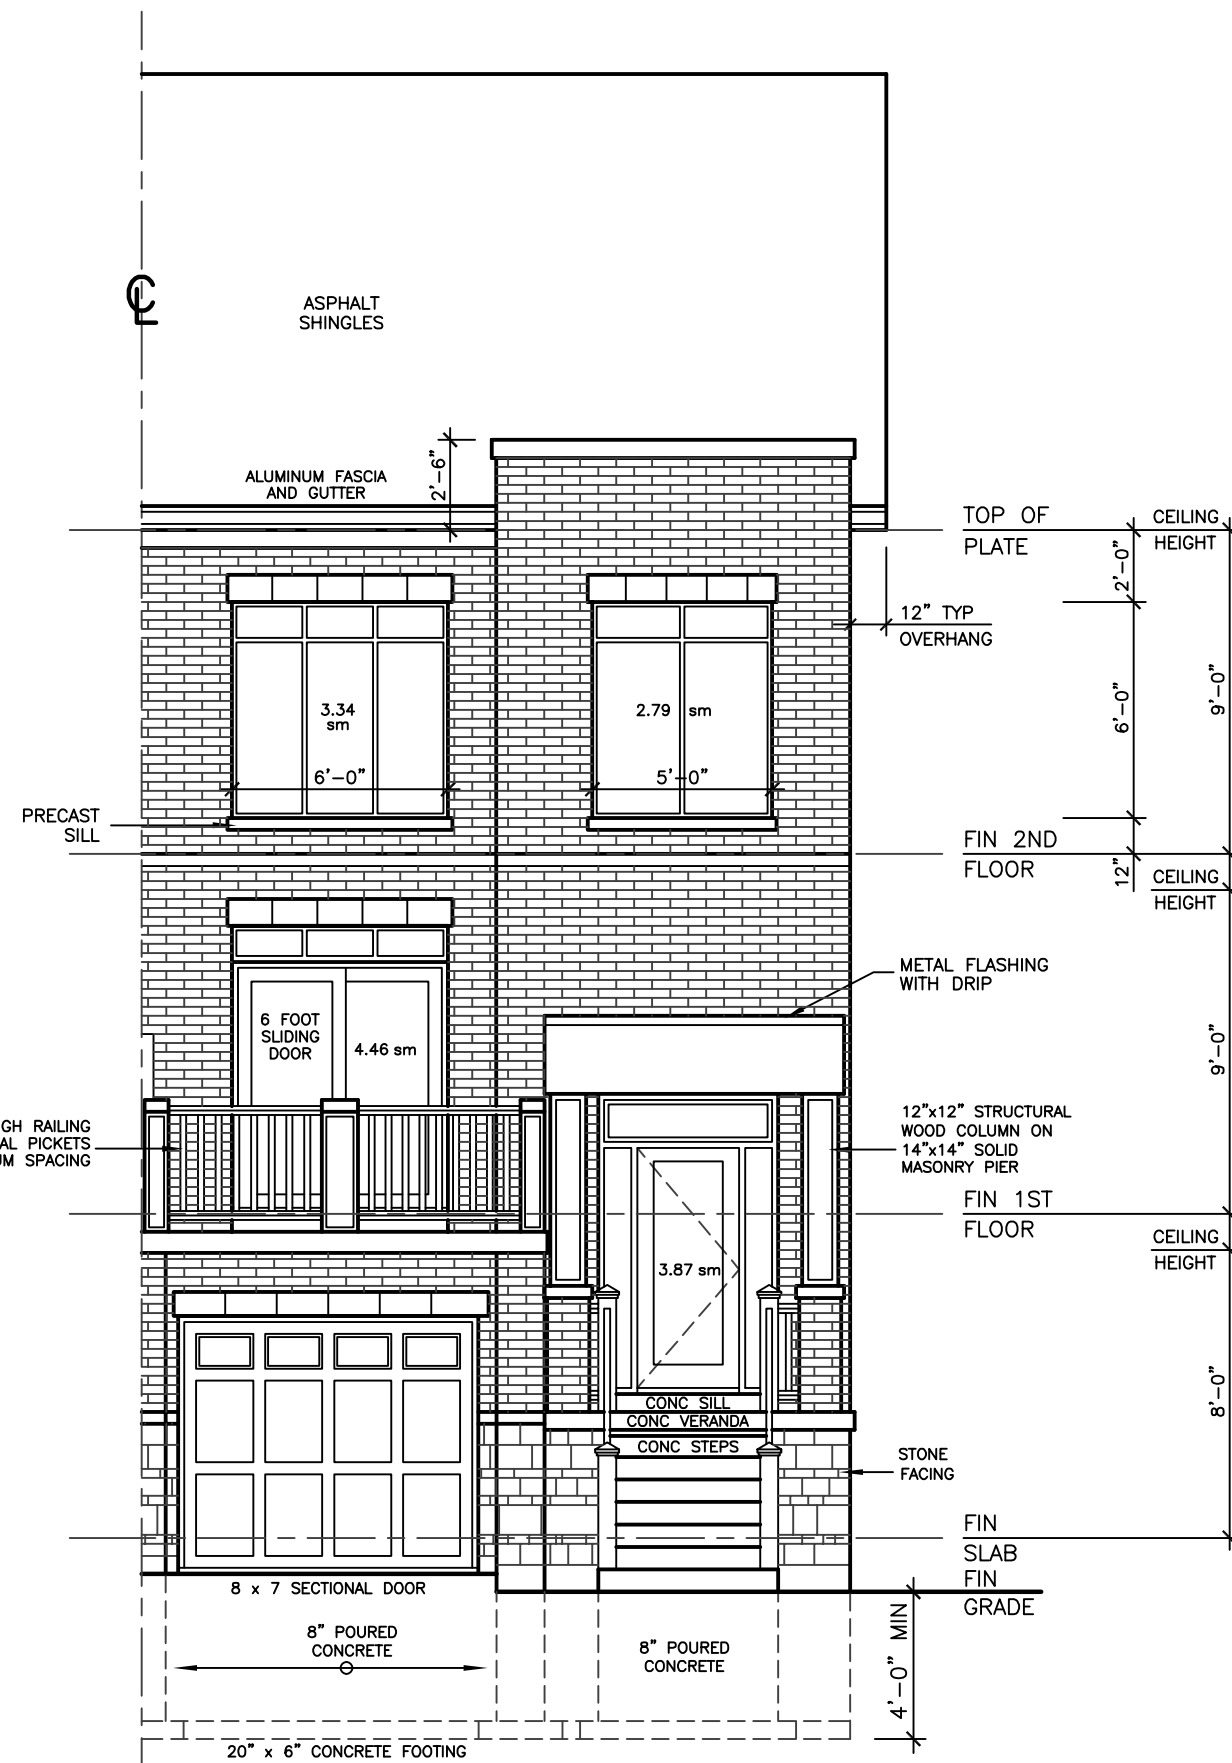 ℄
ASPHALT
SHINGLES
ALUMINUM FASCIA
AND GUTTER
2'-6"
TOP OF
PLATE
CEILING
HEIGHT
2'-0"
12" TYP
OVERHANG
3.34
sm
2.79 sm
6'-0"
9'-0"
6'-0"
5'-0"
PRECAST
SILL
FIN 2ND
FLOOR
12"
CEILING
HEIGHT
METAL FLASHING
WITH DRIP
6 FOOT
SLIDING
DOOR
4.46 sm
9'-0"
GH RAILING
AL PICKETS
UM SPACING
12"x12" STRUCTURAL
WOOD COLUMN ON
14"x14" SOLID
MASONRY PIER
FIN 1ST
FLOOR
CEILING
HEIGHT
3.87 sm
8'-0"
CONC SILL
CONC VERANDA
CONC STEPS
STONE
FACING
FIN
SLAB
FIN
GRADE
8 x 7 SECTIONAL DOOR
8" POURED
CONCRETE
8" POURED
CONCRETE
4'-0" MIN
20" x 6" CONCRETE FOOTING